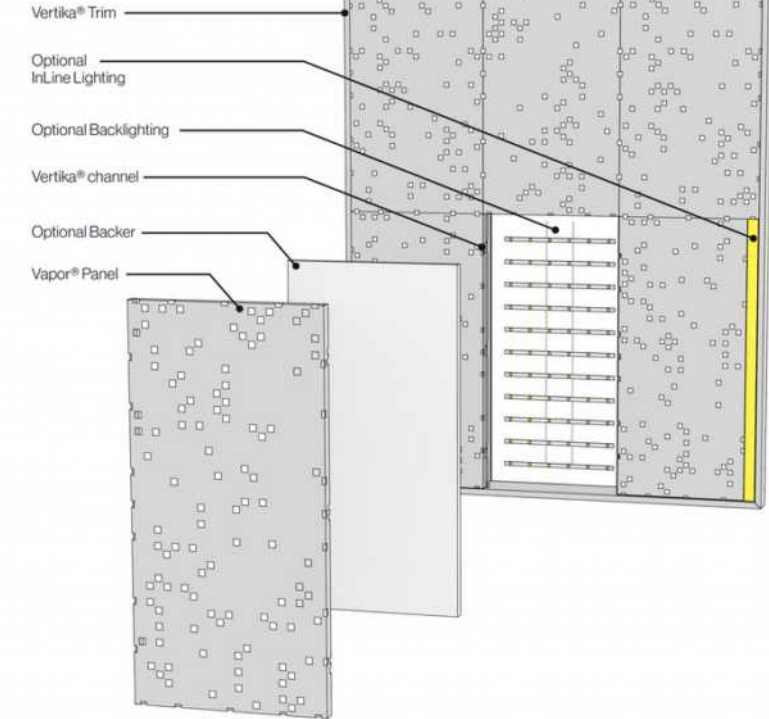 Vertika® Trim
Optional
InLine Lighting
Optional Backlighting
Vertika® channel
Optional Backer
Vapor® Panel